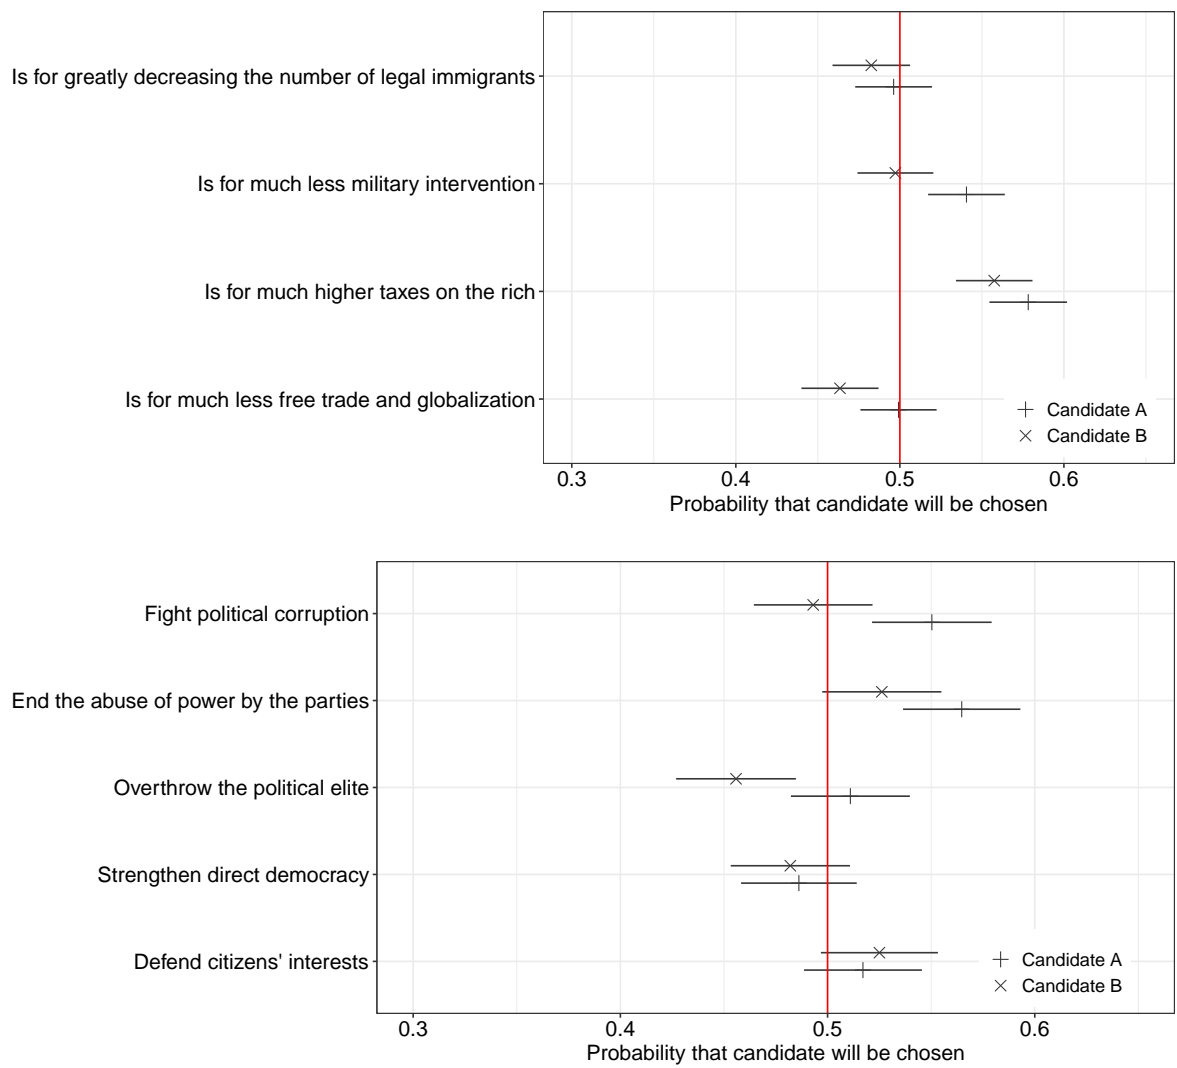 Is for greatly decreasing the number of legal immigrants
Is for much less military intervention
Is for much higher taxes on the rich
Is for much less free trade and globalization
Candidate A
Candidate B
0.3 0.4 0.5 0.6
Probability that candidate will be chosen
Fight political corruption
End the abuse of power by the parties
Overthrow the political elite
Strengthen direct democracy
Defend citizens' interests
Candidate A
Candidate B
0.3 0.4 0.5 0.6
Probability that candidate will be chosen